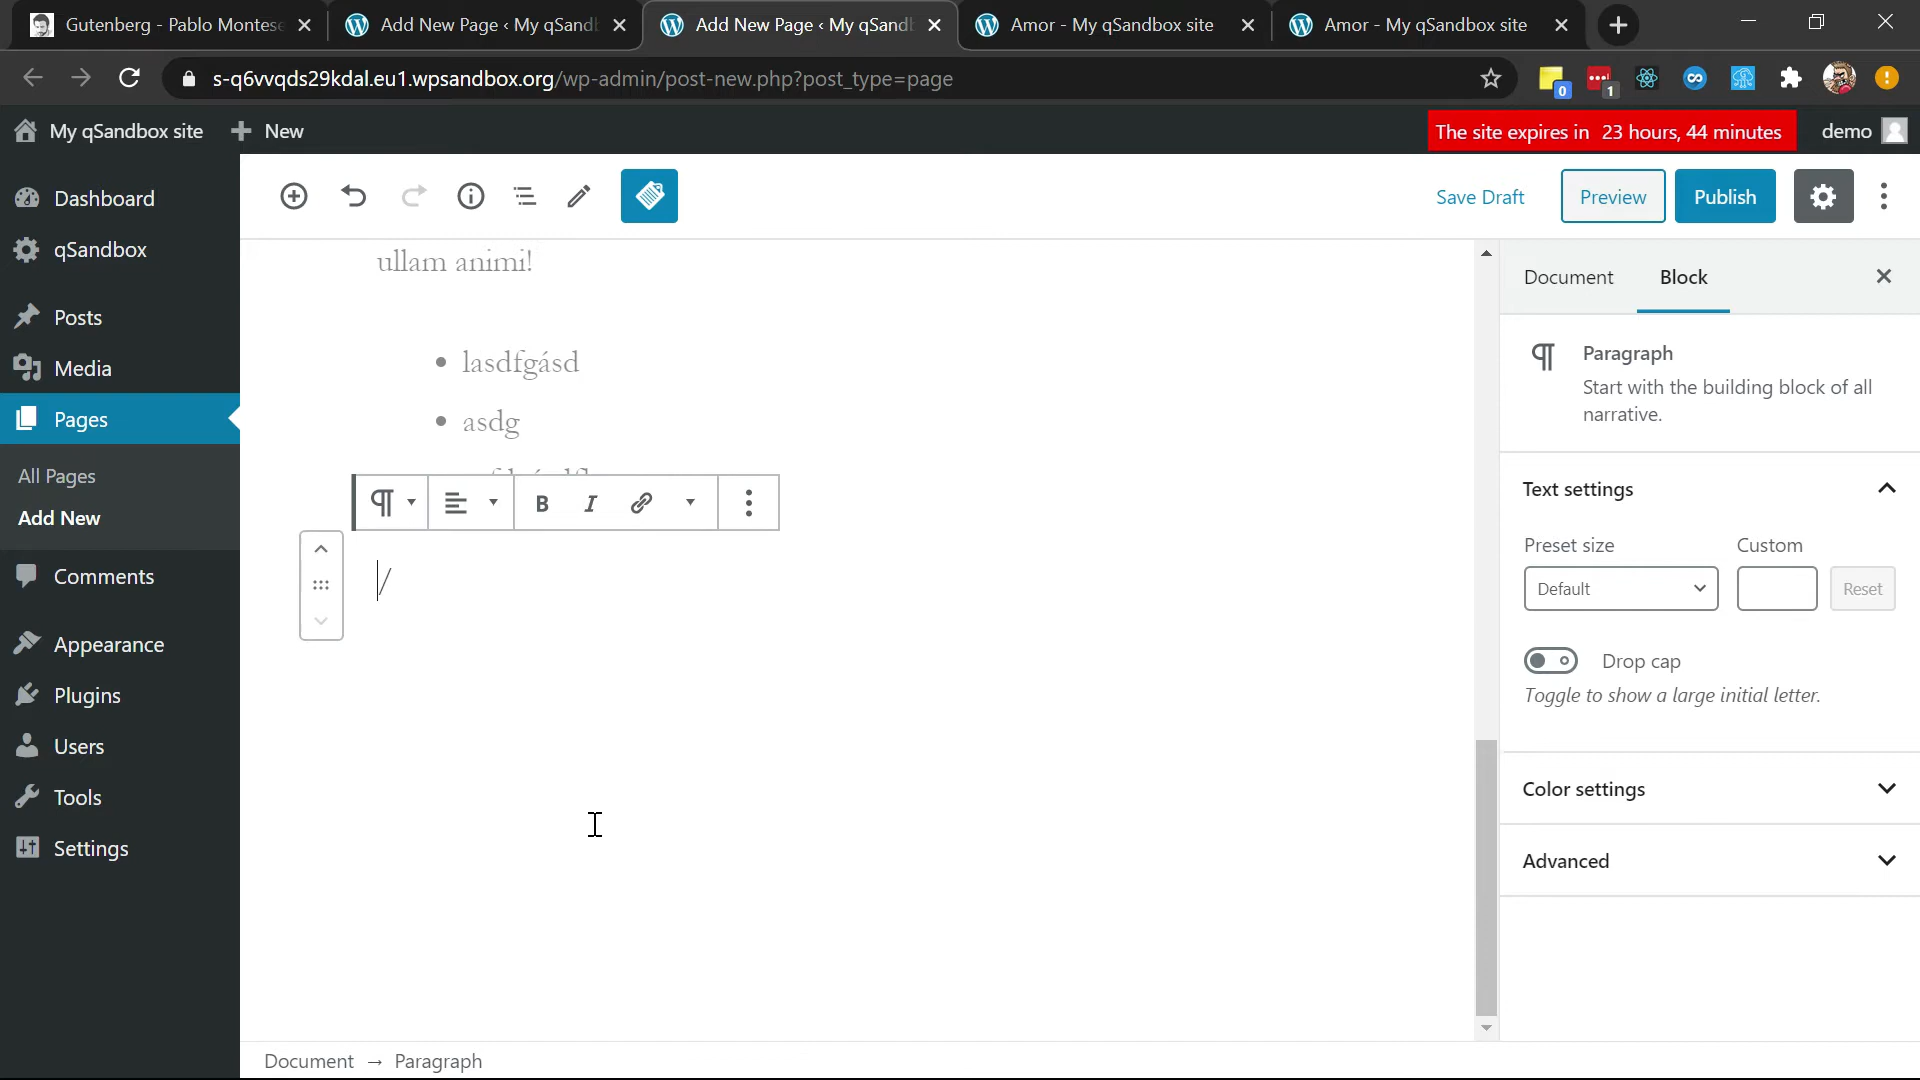 Gutenberg - Pablo Montese
Add New Page ‹ My qSandb
Add New Page ‹ My qSandb
Amor - My qSandbox site
Amor - My qSandbox site
s-q6vvqds29kdal.eu1.wpsandbox.org/wp-admin/post-new.php?post_type=page
0
1
My qSandbox site
New
The site expires in 23 hours, 44 minutes
demo
Dashboard
qSandbox
Posts
Media
Pages
All Pages
Add New
Comments
Appearance
Plugins
Users
Tools
Settings
Save Draft
Preview
Publish
ullam animi!
lasdfgásd
asdg
B I
/
Document
Block
Paragraph
Start with the building block of all
narrative.
Text settings
Preset size
Custom
Default
Reset
Drop cap
Toggle to show a large initial letter.
Color settings
Advanced
Document → Paragraph